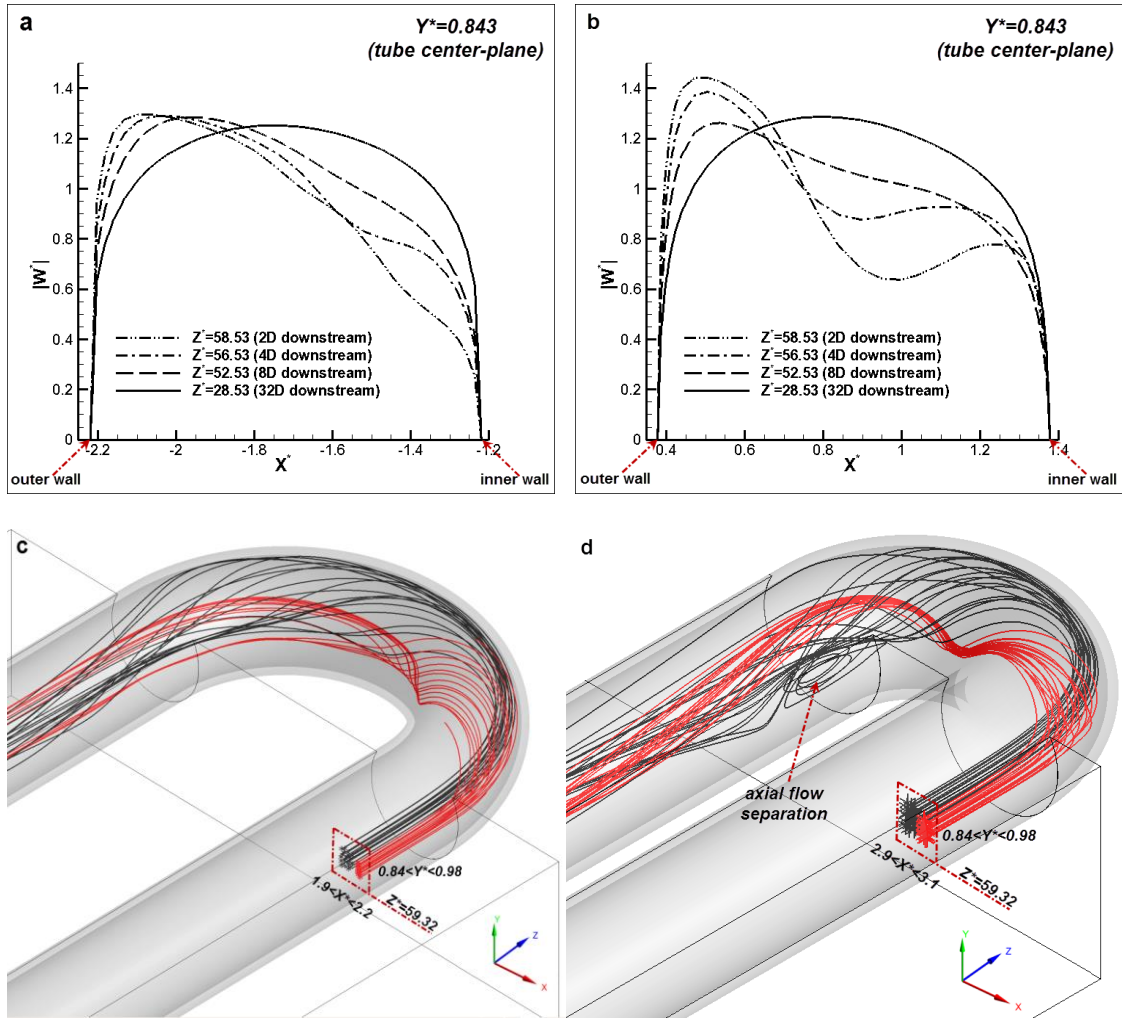 a
Y*=0.843
(tube center-plane)
1.4
1.2
1
0.8
0.6
0.4
0.2
0
|W*|
Z*=58.53 (2D downstream)
Z*=56.53 (4D downstream)
Z*=52.53 (8D downstream)
Z*=28.53 (32D downstream)
-2.2
-2
-1.8
-1.6
-1.4
-1.2
X*
outer wall
inner wall
b
Y*=0.843
(tube center-plane)
1.4
1.2
1
0.8
0.6
0.4
0.2
0
|W*|
Z*=58.53 (2D downstream)
Z*=56.53 (4D downstream)
Z*=52.53 (8D downstream)
Z*=28.53 (32D downstream)
0.4
0.6
0.8
1
1.2
1.4
X*
outer wall
inner wall
c
0.84<Y*<0.98
1.9<X*<2.2
Z*=59.32
Y
Z
X
d
axial flow
separation
0.84<Y*<0.98
2.9<X*<3.1
Z*=59.32
Y
Z
X